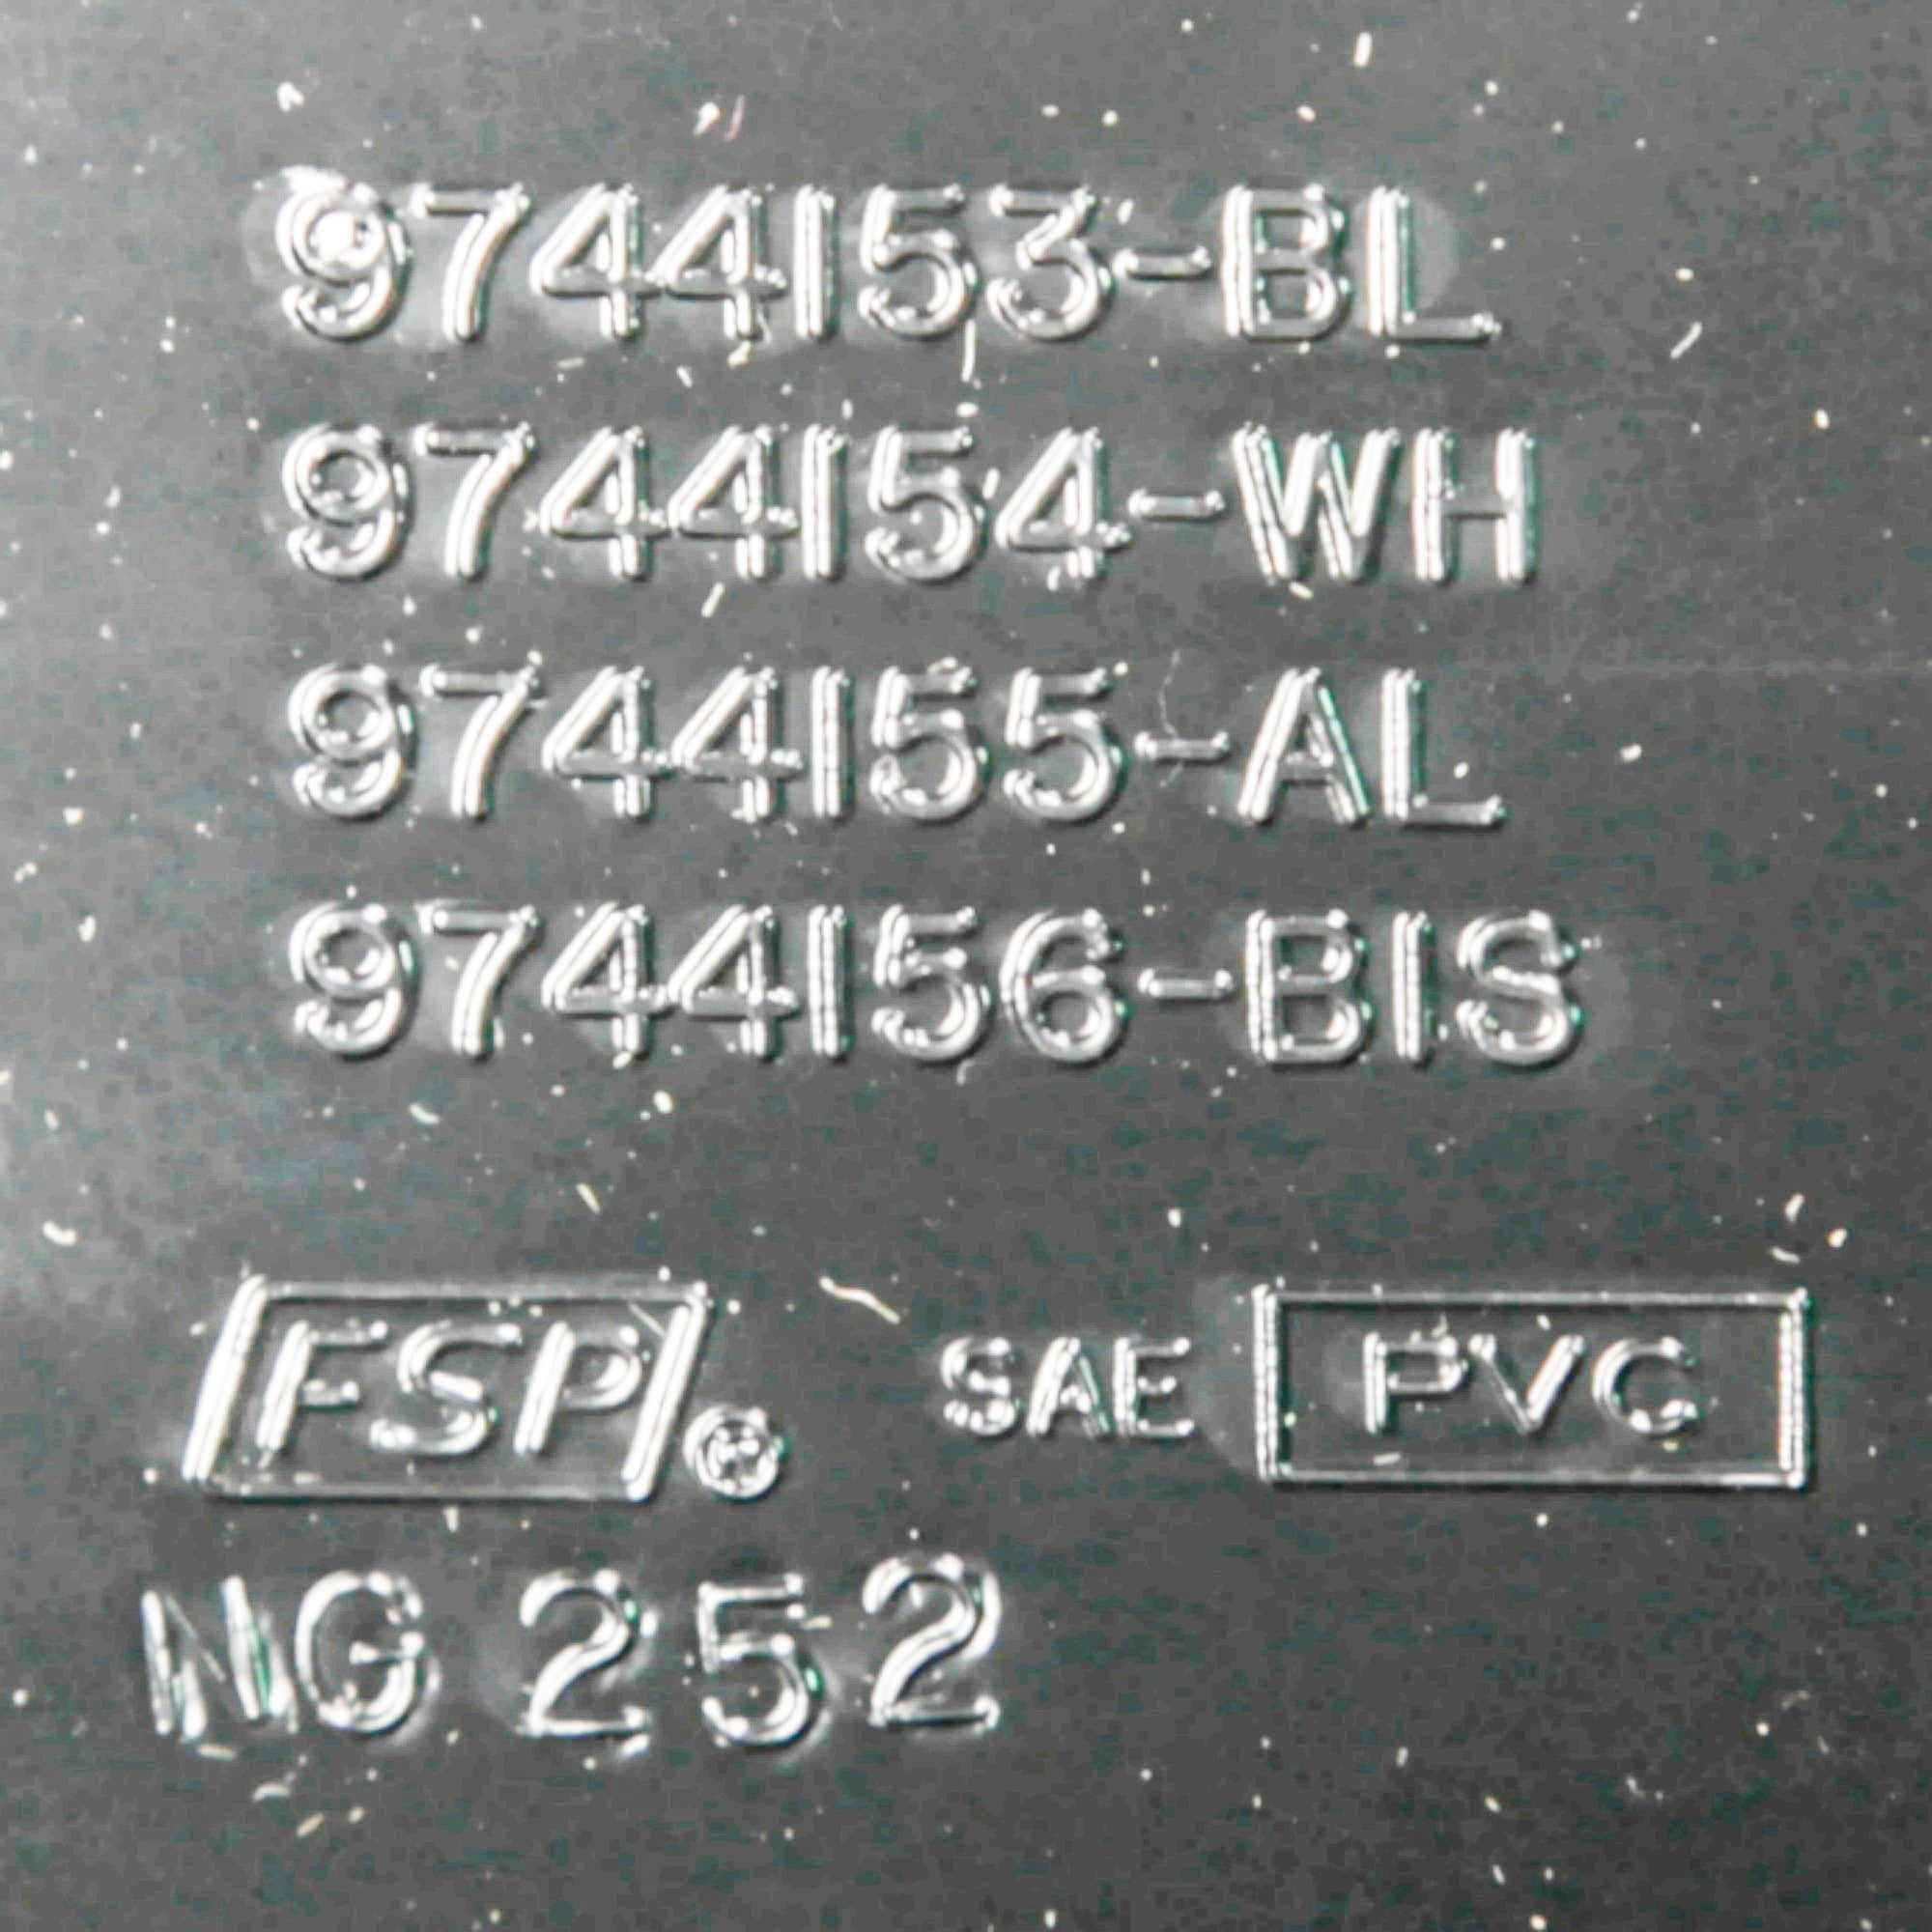 9744153-BL
9744154-WH
9744155-AL
9744156-BIS
FSP® SAE PVC
NG 252